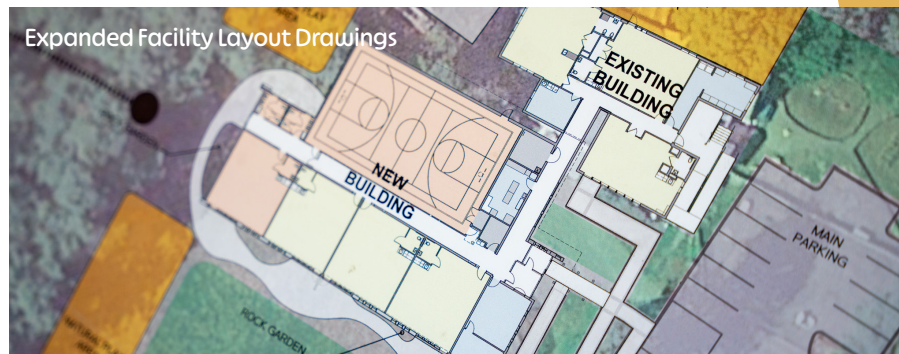 Expanded Facility Layout Drawings
EXISTING
BUILDING
NEW
BUILDING
MAIN
PARKING
ROCK GARDEN